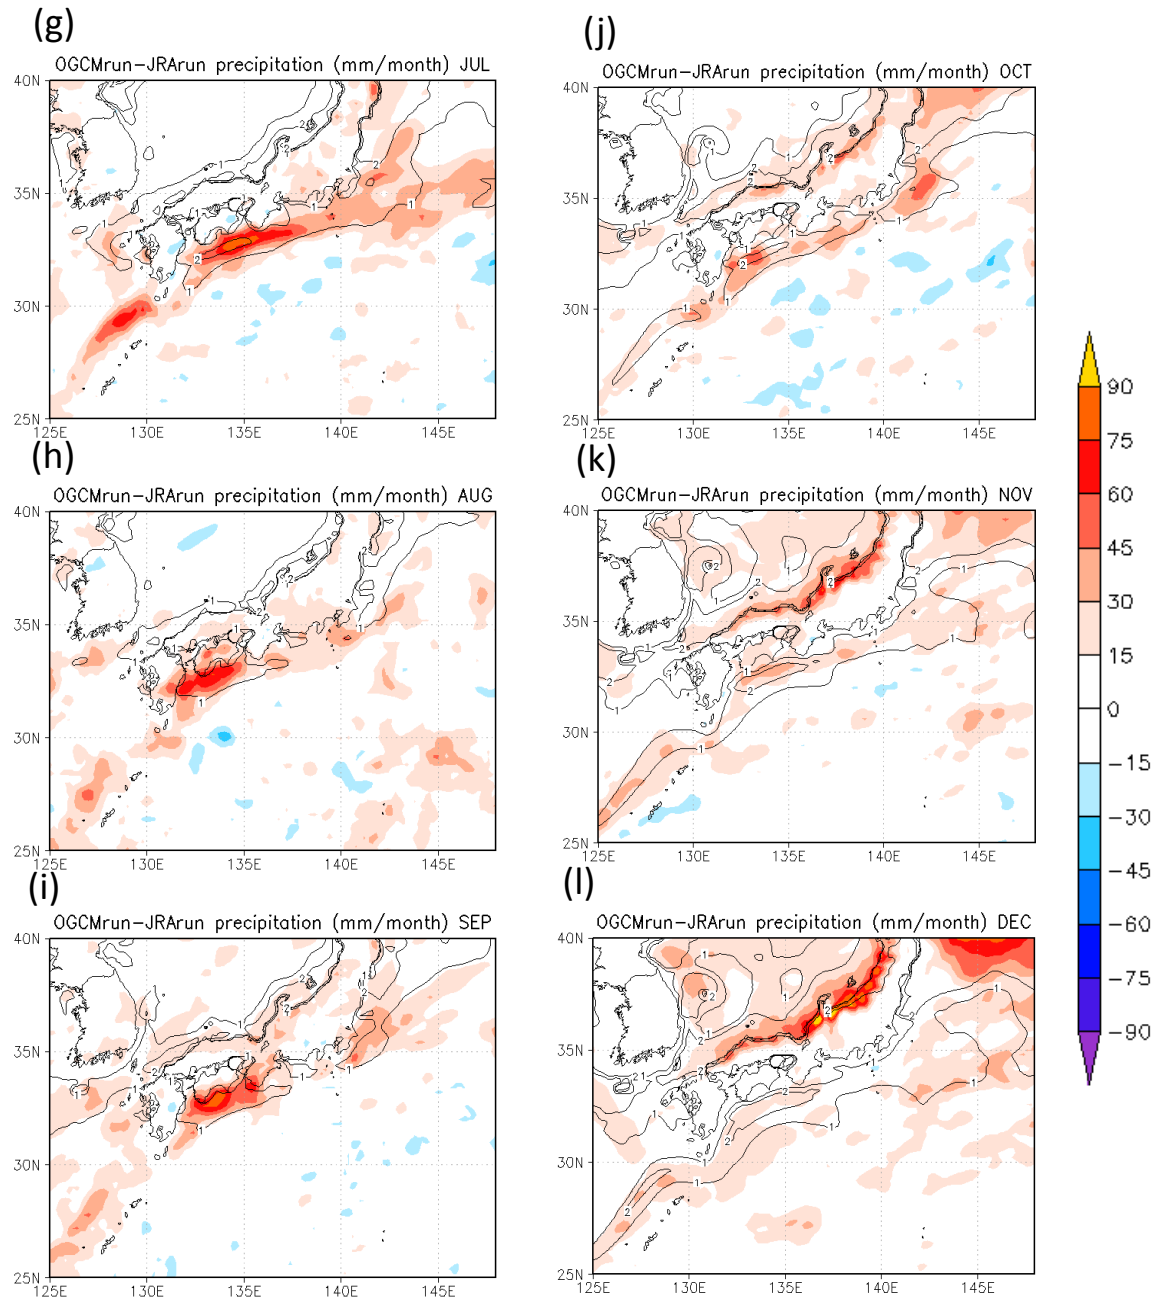 (g)
OGCMrun-JRArun precipitation (mm/month) JUL
40N
35N
30N
25N
125E 130E 135E 140E 145E
(h)
OGCMrun-JRArun precipitation (mm/month) AUG
40N
35N
30N
25N
125E 130E 135E 140E 145E
(i)
OGCMrun-JRArun precipitation (mm/month) SEP
40N
35N
30N
25N
125E 130E 135E 140E 145E
(j)
OGCMrun-JRArun precipitation (mm/month) OCT
40N
35N
30N
25N
125E 130E 135E 140E 145E
(k)
OGCMrun-JRArun precipitation (mm/month) NOV
40N
35N
30N
25N
125E 130E 135E 140E 145E
(l)
OGCMrun-JRArun precipitation (mm/month) DEC
40N
35N
30N
25N
125E 130E 135E 140E 145E
90
75
60
45
30
15
0
-15
-30
-45
-60
-75
-90